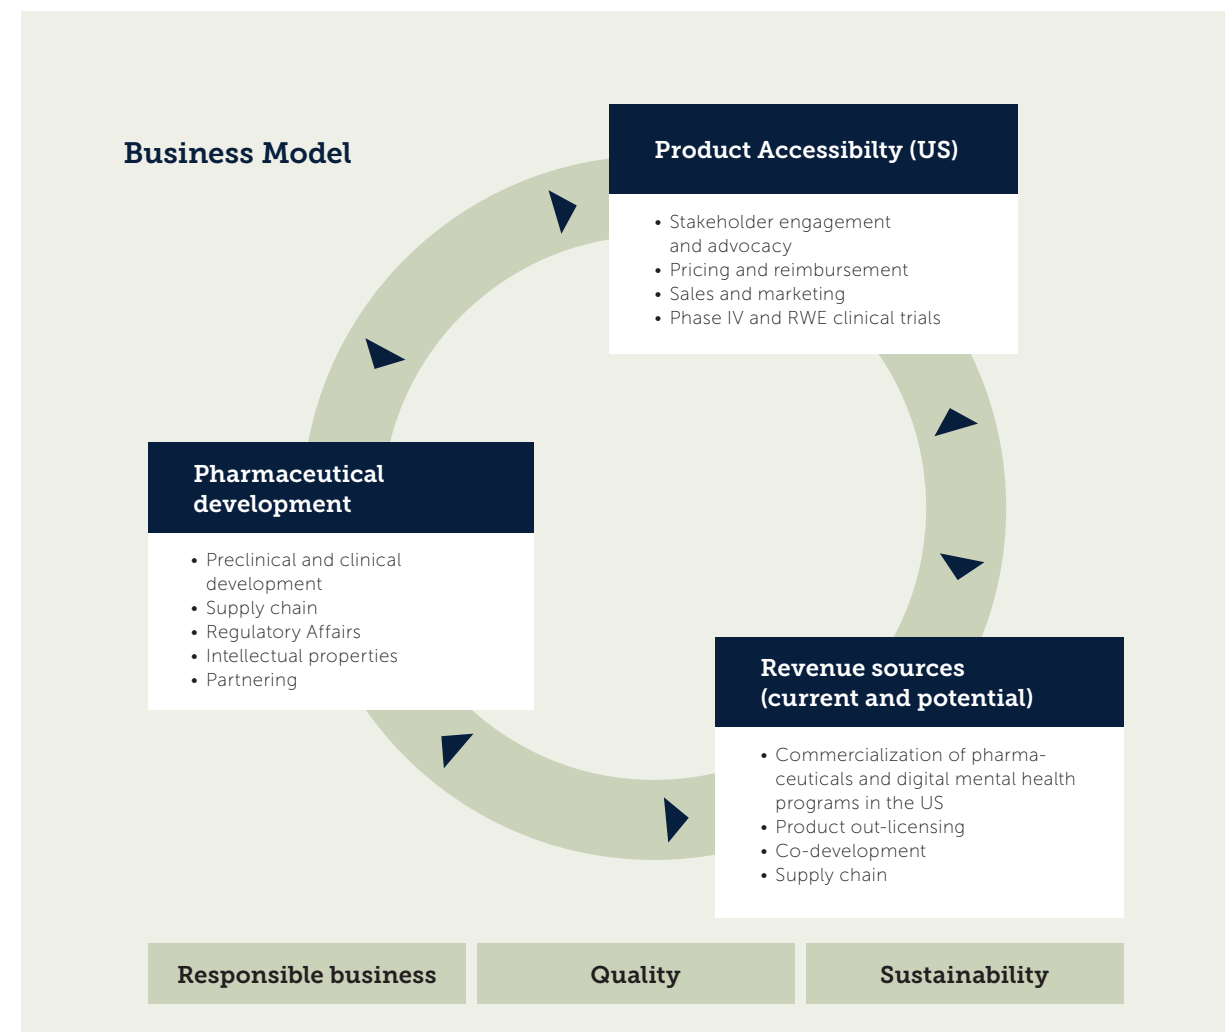 Business Model
Product Accessibilty (US)
• Stakeholder engagement
and advocacy
• Pricing and reimbursement
• Sales and marketing
• Phase IV and RWE clinical trials
Pharmaceutical
development
• Preclinical and clinical
development
• Supply chain
• Regulatory Affairs
• Intellectual properties
• Partnering
Revenue sources
(current and potential)
• Commercialization of pharma-
ceuticals and digital mental health
programs in the US
• Product out-licensing
• Co-development
• Supply chain
Responsible business
Quality
Sustainability